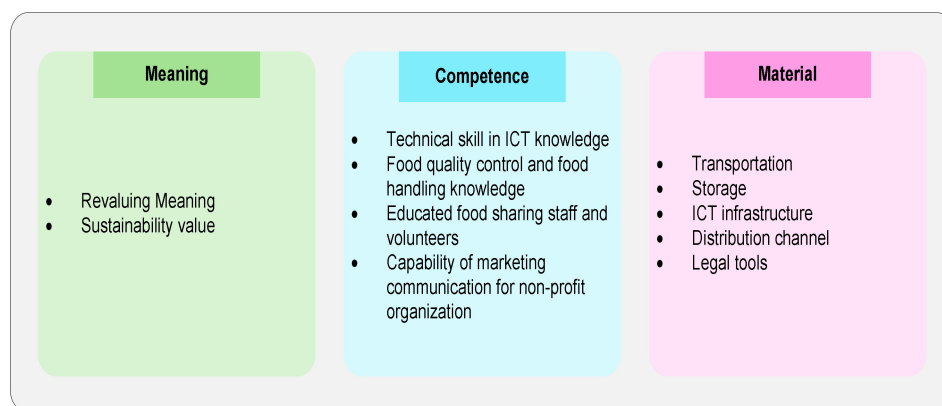 Meaning
• Revaluing Meaning
• Sustainability value
Competence
• Technical skill in ICT knowledge
• Food quality control and food
handling knowledge
• Educated food sharing staff and
volunteers
• Capability of marketing
communication for non-profit
organization
Material
• Transportation
• Storage
• ICT infrastructure
• Distribution channel
• Legal tools